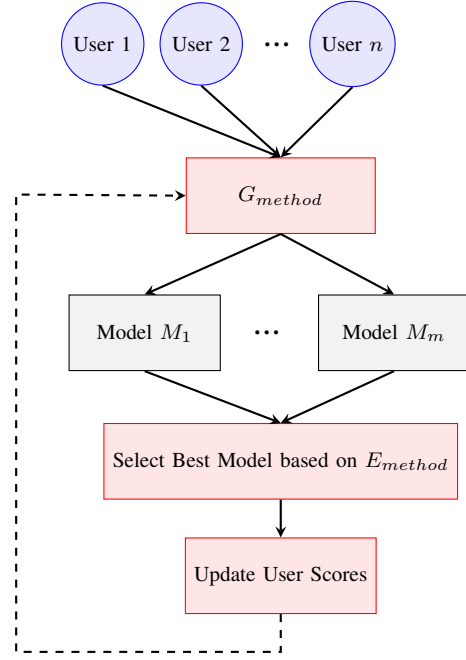 User 1 User 2 ... User n
G_method
Model M_1 ... Model M_m
Select Best Model based on E_method
Update User Scores